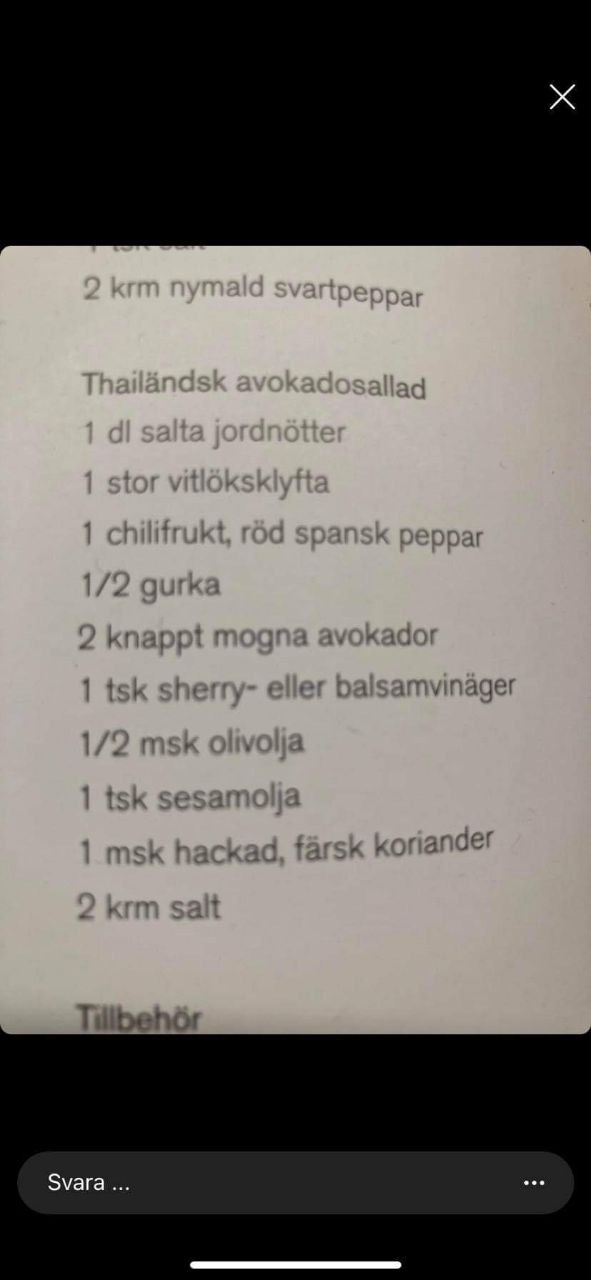 2 krm nymald svartpeppar
Thailändsk avokadosallad
1 dl salta jordnötter
1 stor vitlöksklyfta
1 chilifrukt, röd spansk peppar
1/2 gurka
2 knappt mogna avokador
1 tsk sherry- eller balsamvinäger
1/2 msk olivolja
1 tsk sesamolja
1 msk hackad, färsk koriander
2 krm salt
Tillbehör
Svara ...